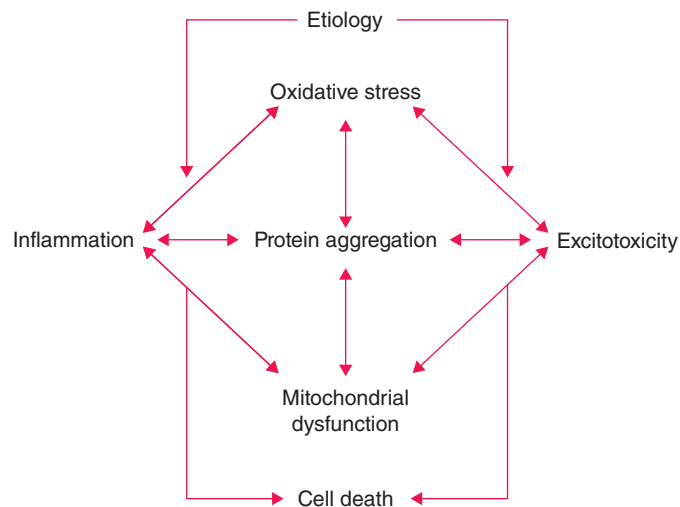 Etiology
Oxidative stress
Inflammation
Protein aggregation
Excitotoxicity
Mitochondrial
dysfunction
Cell death